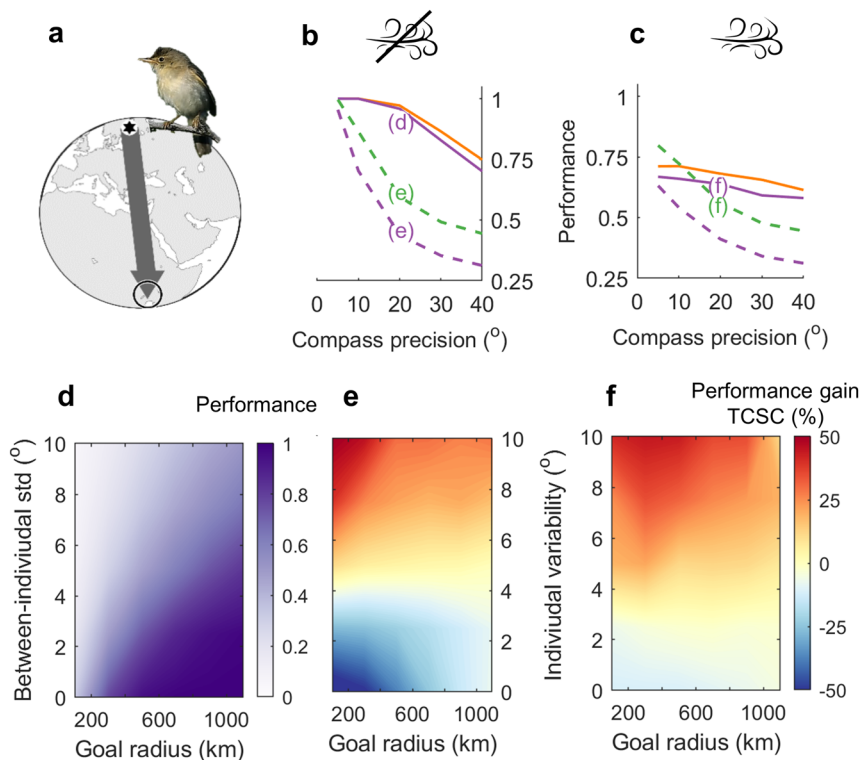 a
b
c
1
0.75
0.5
0.25
(d)
(e)
(e)
0 10 20 30 40
Compass precision (o)
Performance
1
0.75
0.5
0.25
(f)
(f)
0 10 20 30 40
Compass precision (o)
d
Performance
e
f
Performance gain
TCSC (%)
Between-indiviudal std (o)
10
8
6
4
2
0
200 600 1000
Goal radius (km)
1
0.8
0.6
0.4
0.2
0
10
8
6
4
2
0
200 600 1000
Goal radius (km)
Indiviudal variability (o)
10
8
6
4
2
0
200 600 1000
Goal radius (km)
50
25
0
-25
-50